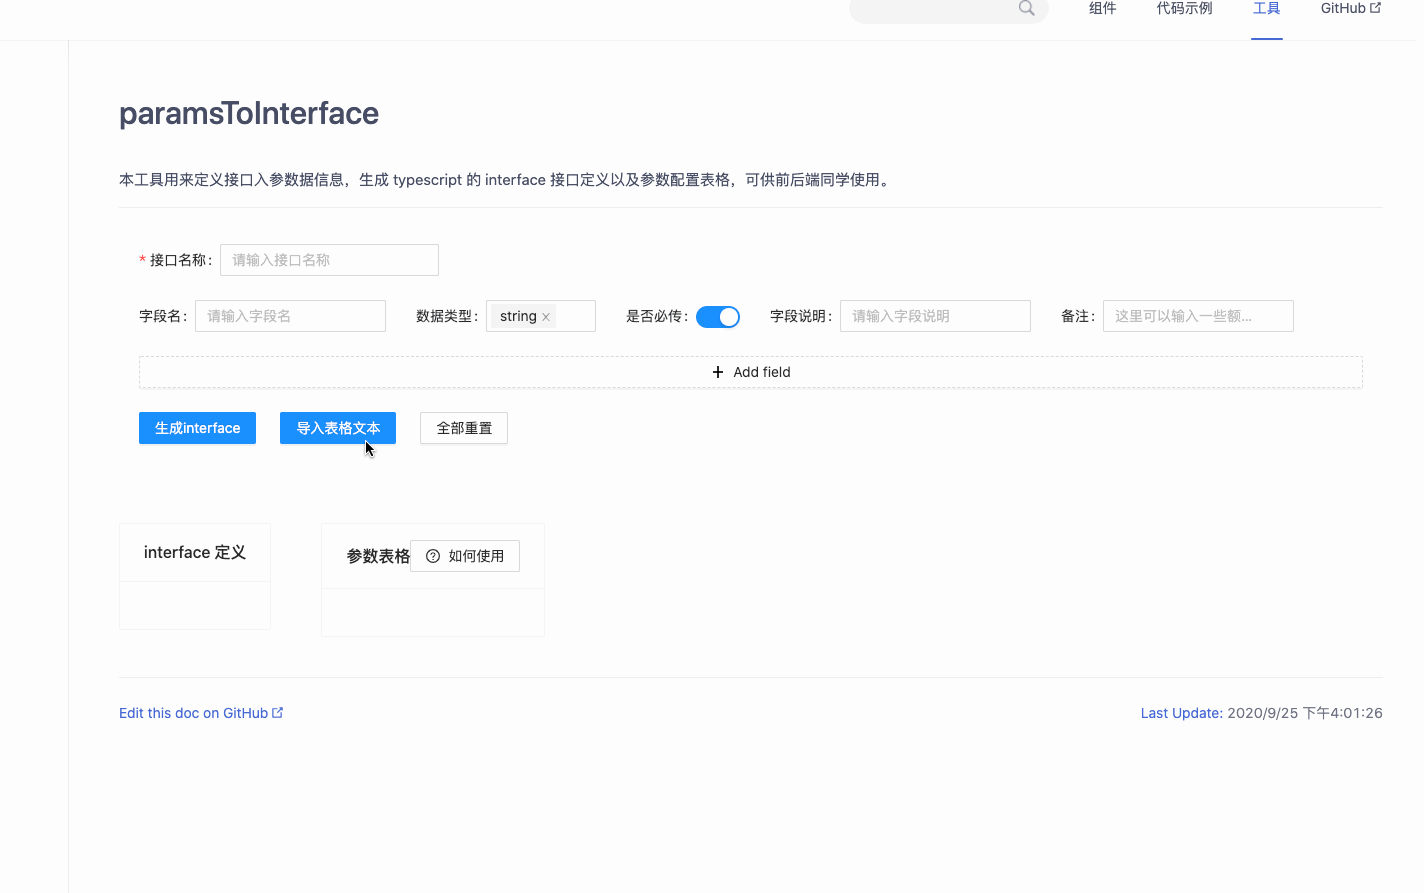 组件 代码示例 工具 GitHub
paramsToInterface
本工具用来定义接口入参数据信息，生成 typescript 的 interface 接口定义以及参数配置表格，可供前后端同学使用。
* 接口名称： 请输入接口名称
字段名： 请输入字段名 数据类型： string 是否必传： 字段说明： 请输入字段说明 备注： 这里可以输入一些额...
Add field
生成interface 导入表格文本 全部重置
interface 定义 参数表格 如何使用
Edit this doc on GitHub Last Update: 2020/9/25 下午4:01:26